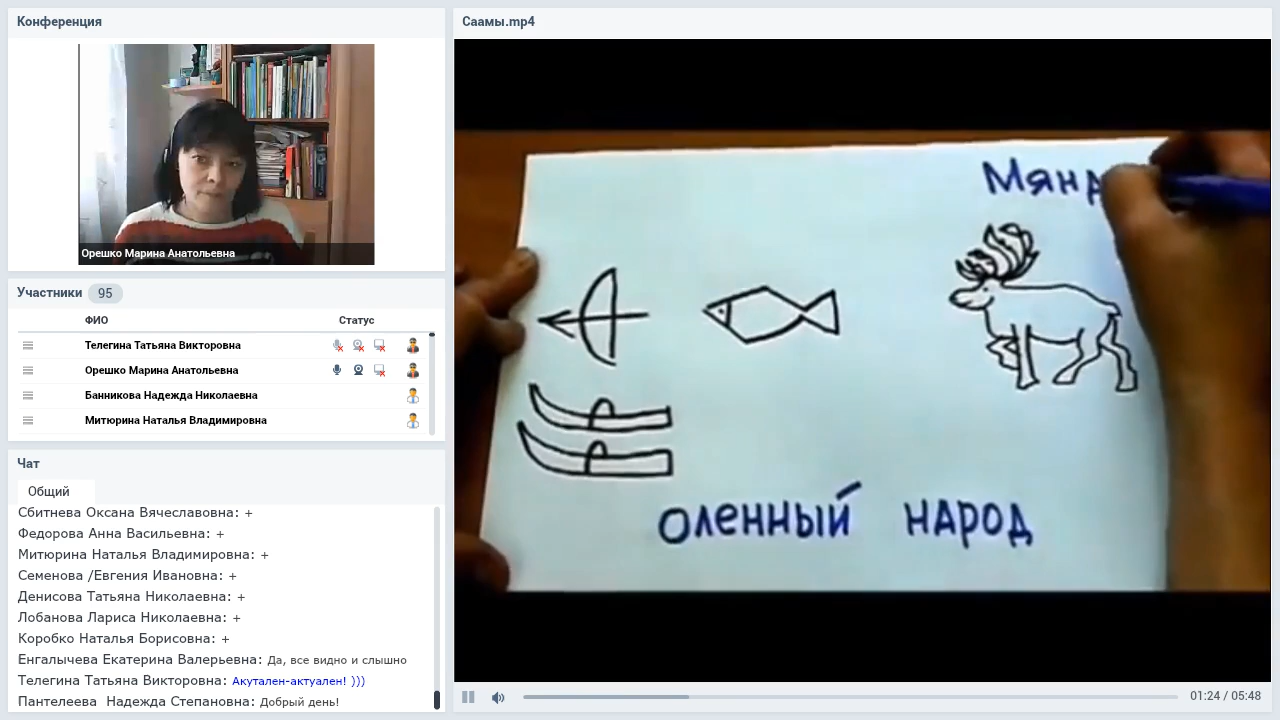 Конференция
Орешко Марина Анатольевна
Участники 95
ФИО Статус
Телегина Татьяна Викторовна
Орешко Марина Анатольевна
Банникова Надежда Николаевна
Митюрина Наталья Владимировна
Чат
Общий
Сбитнева Оксана Вячеславовна: +
Федорова Анна Васильевна: +
Митюрина Наталья Владимировна: +
Семенова /Евгения Ивановна: +
Денисова Татьяна Николаевна: +
Лобанова Лариса Николаевна: +
Коробко Наталья Борисовна: +
Енгалычева Екатерина Валерьевна: Да, все видно и слышно
Телегина Татьяна Викторовна: Акутален-актуален! )))
Пантелеева Надежда Степановна: Добрый день!
Саамы.mp4
Мянд
оленный народ
01:24 / 05:48